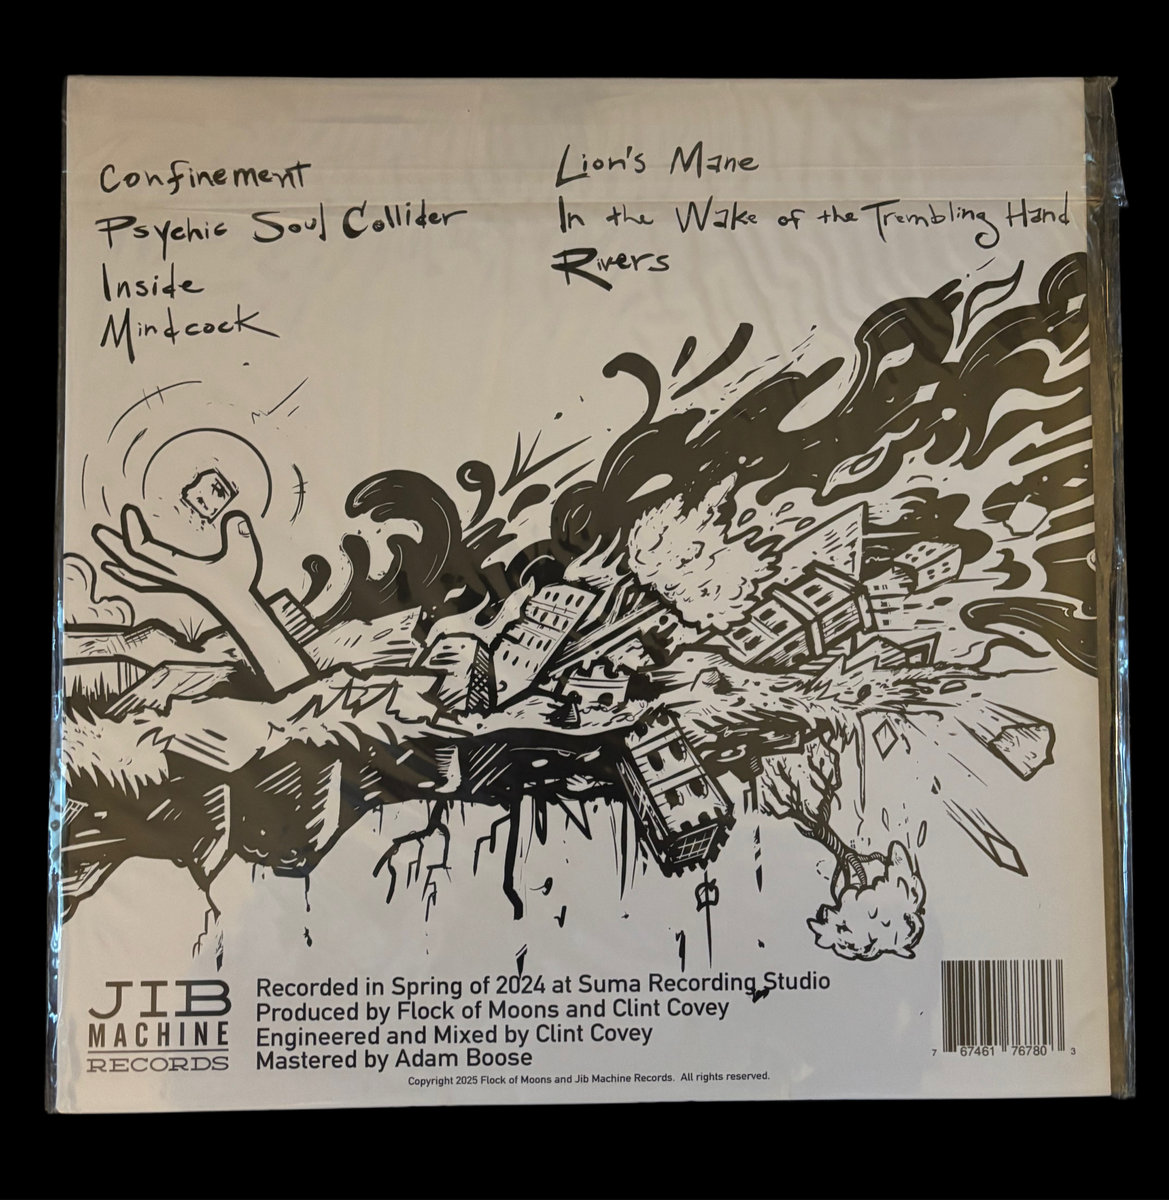 Confinement
Psychic Soul Collider
Inside
Mindcock
Lion's Mane
In the Wake of the Trembling Hand
Rivers
JIB
MACHINE
RECORDS
Recorded in Spring of 2024 at Suma Recording Studio
Produced by Flock of Moons and Clint Covey
Engineered and Mixed by Clint Covey
Mastered by Adam Boose
Copyright 2025 Flock of Moons and Jib Machine Records. All rights reserved.
7 67461 76780 3